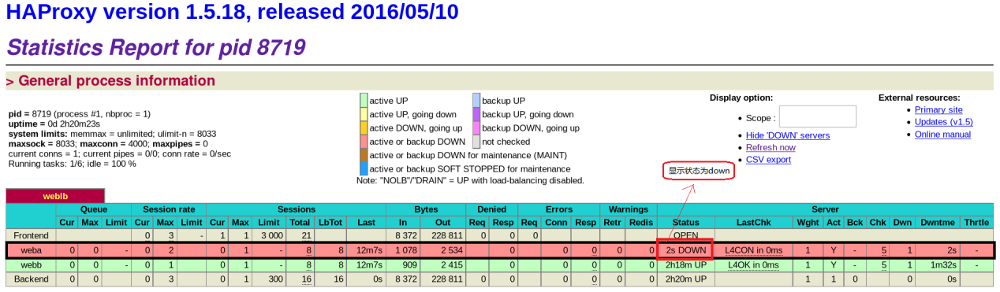 HAProxy version 1.5.18, released 2016/05/10
Statistics Report for pid 8719
> General process information
pid = 8719 (process #1, nbproc = 1)
uptime = 0d 2h20m23s
system limits: memmax = unlimited; ulimit-n = 8033
maxsock = 8033; maxconn = 4000; maxpipes = 0
current conns = 1; current pipes = 0/0; conn rate = 0/sec
Running tasks: 1/6; idle = 100 %
active UP backup UP
active UP, going down backup UP, going down
active DOWN, going up backup DOWN, going up
active or backup DOWN not checked
active or backup DOWN for maintenance (MAINT)
active or backup SOFT STOPPED for maintenance
Note: "NOLB"/"DRAIN" = UP with load-balancing disabled.
Display option:
• Scope :
• Hide 'DOWN' servers
• Refresh now
• CSV export
External resources:
• Primary site
• Updates (v1.5)
• Online manual
显示状态为down
weblb
Queue Session rate Sessions Bytes Denied Errors Warnings Server
Cur Max Limit Cur Max Limit Cur Max Limit Total LbTot Last In Out Req Resp Req Conn Resp Retr Redis Status LastChk Wght Act Bck Chk Dwn Dwntme Thrtle
Frontend 0 3 - 1 1 3 000 21 8 372 228 811 0 0 0 OPEN
weba 0 0 - 0 2 0 1 - 8 8 12m7s 1 078 2 534 0 0 0 0 0 2s DOWN L4CON in 0ms 1 Y - 5 1 2s -
webb 0 0 - 0 1 0 1 - 8 8 12m7s 909 2 415 0 0 0 0 0 2h18m UP L4OK in 0ms 1 Y - 5 1 1m32s -
Backend 0 0 0 3 0 1 300 16 16 0s 8 372 228 811 0 0 0 0 0 0 2h20m UP 1 1 0 0 0s